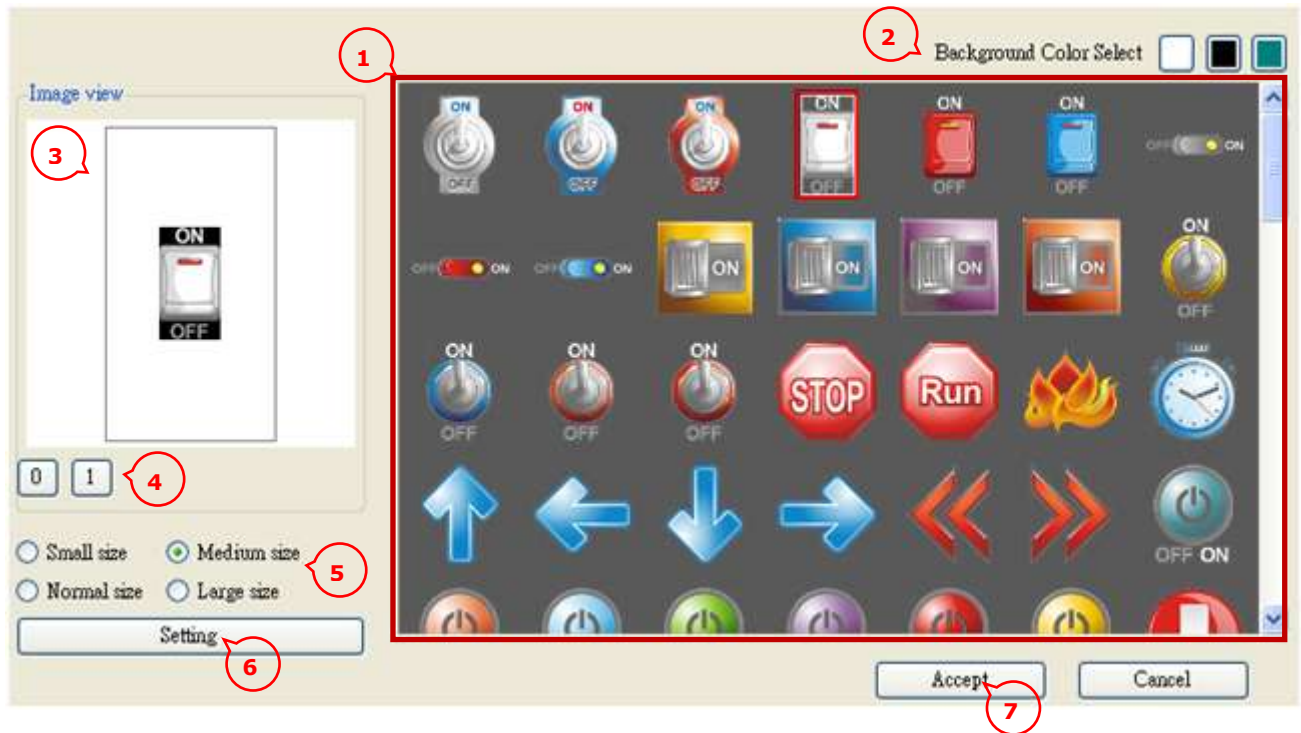 2
Background Color Select
1
Image view
3
ON
OFF
0 1
4
Small size Medium size
5
Normal size Large size
Setting
6
ON ON ON ON ON ON
OFF OFF OFF OFF OFF OFF OFF ON
OFF ON OFF ON ON ON ON ON ON
OFF
ON ON ON
STOP Run
OFF OFF OFF
OFF ON
Accept Cancel
7